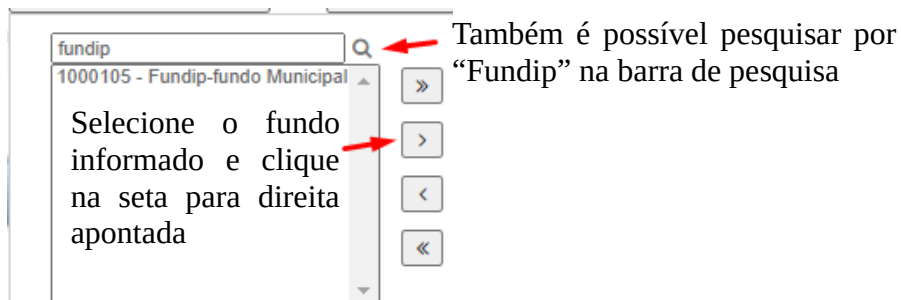 fundip
Também é possível pesquisar por
“Fundip” na barra de pesquisa
1000105 - Fundip-fundo Municipal
»
Selecione o fundo
informado e clique
na seta para direita
apontada
>
<
«